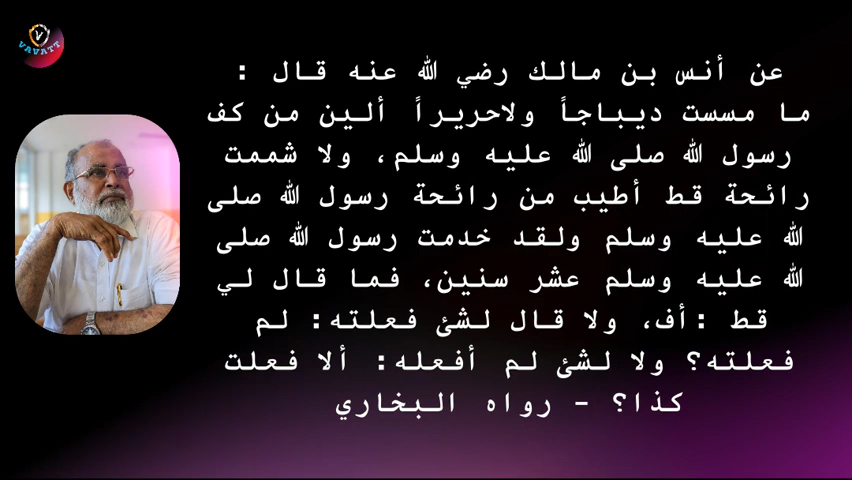 VAVATT
عن أنس بن مالك رضي الله عنه قال :
ما مسست ديباجاً ولاحريراً ألين من كف
رسول الله صلى الله عليه وسلم، ولا شممت
رائحة قط أطيب من رائحة رسول الله صلى
الله عليه وسلم ولقد خدمت رسول الله صلى
الله عليه وسلم عشر سنين، فما قال لي
قط :أف، ولا قال لشئ فعلته: لم
فعلته؟ ولا لشئ لم أفعله: ألا فعلت
كذا؟ - رواه البخاري